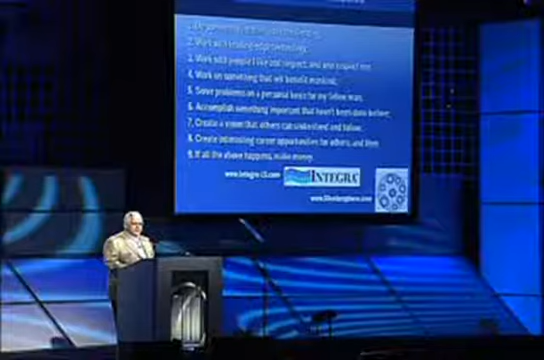 2. Work with leading edge technology;
3. Work with people I like and respect, and who respect me;
4. Work on something that will benefit mankind;
5. Solve problems on a personal basis for my fellow man;
6. Accomplish something important that hasn't been done before;
7. Create a vision that others can understand and follow;
8. Create interesting career opportunities for others; and then
9. If all the above happens, make money.
INTEGRA